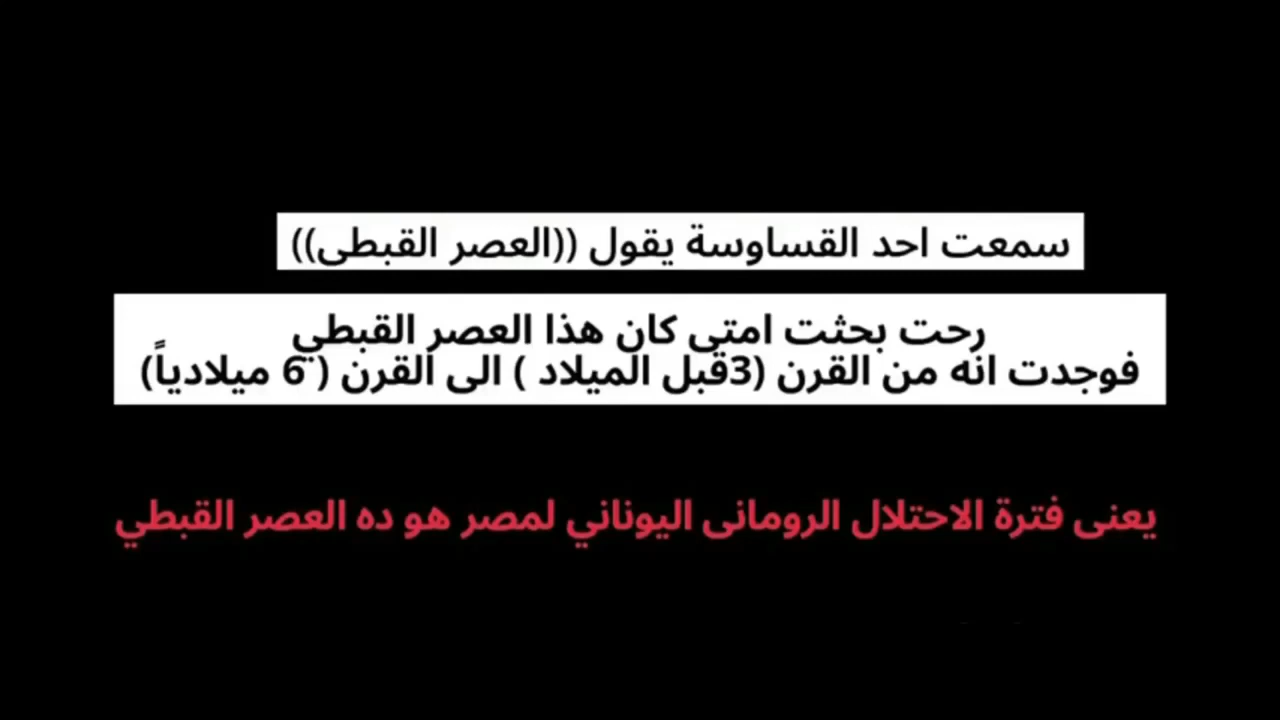 سمعت احد القساوسة يقول ((العصر القبطى))
رحت بحثت امتى كان هذا العصر القبطي
فوجدت انه من القرن (3قبل الميلاد ) الى القرن ( 6 ميلادياً)
يعنى فترة الاحتلال الرومانى اليوناني لمصر هو ده العصر القبطي